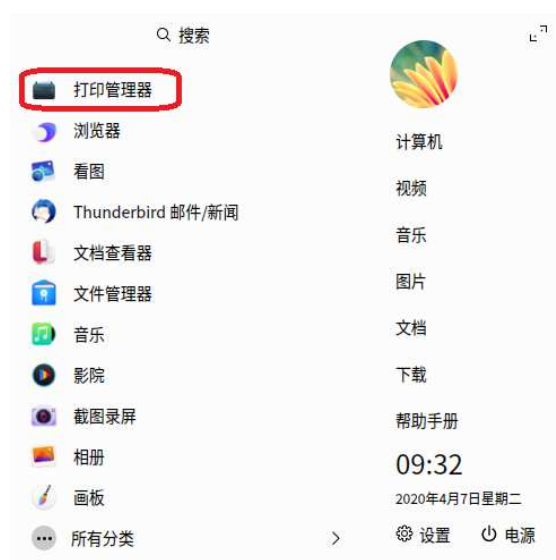 搜索
打印管理器
浏览器
看图
Thunderbird 邮件/新闻
文档查看器
文件管理器
音乐
影院
截图录屏
相册
画板
所有分类
计算机
视频
音乐
图片
文档
下载
帮助手册
09:32
2020年4月7日星期二
设置 电源